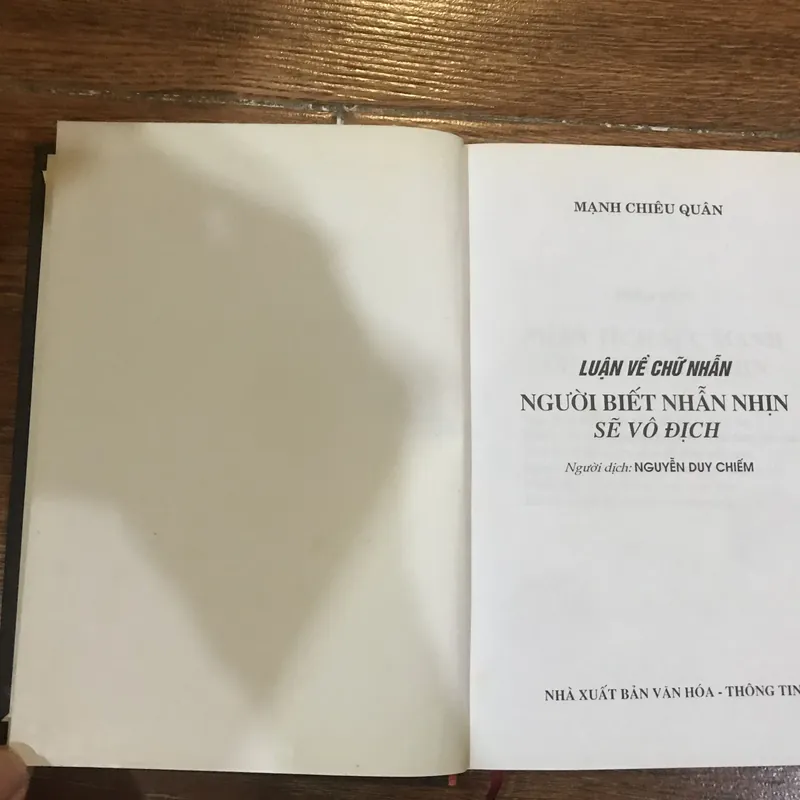 MẠNH CHIÊU QUÂN
LUẬN VỀ CHỮ NHẪN
NGƯỜI BIẾT NHẪN NHỊN
SẼ VÔ ĐỊCH
Người dịch: NGUYỄN DUY CHIẾM
NHÀ XUẤT BẢN VĂN HÓA - THÔNG TIN